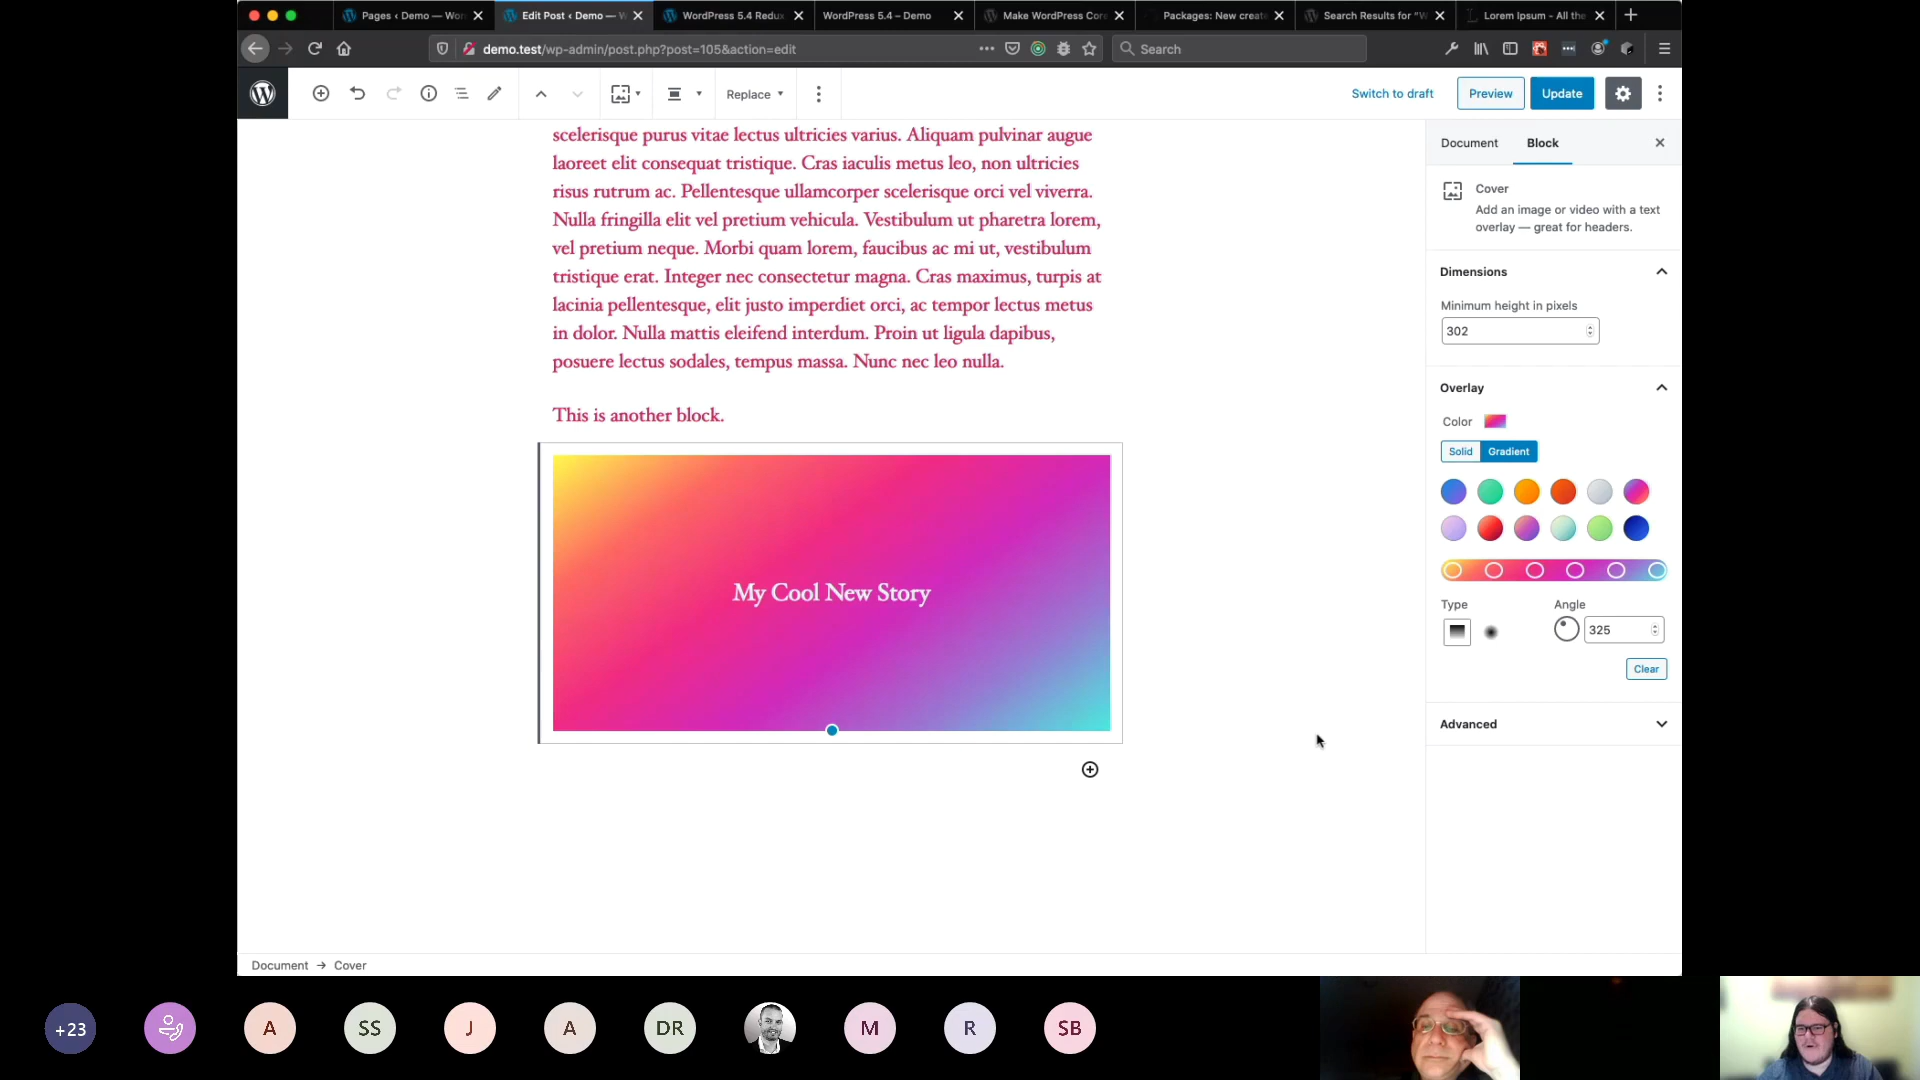 Pages ‹ Demo — Wor
Edit Post ‹ Demo — W
WordPress 5.4 Redux
WordPress 5.4 – Demo
Make WordPress Core
Packages: New create
Search Results for "W
Lorem Ipsum - All the
demo.test/wp-admin/post.php?post=105&action=edit
Search
Replace
Switch to draft
Preview
Update
scelerisque purus vitae lectus ultricies varius. Aliquam pulvinar augue
laoreet elit consequat tristique. Cras iaculis metus leo, non ultricies
risus rutrum ac. Pellentesque ullamcorper scelerisque orci vel viverra.
Nulla fringilla elit vel pretium vehicula. Vestibulum ut pharetra lorem,
vel pretium neque. Morbi quam lorem, faucibus ac mi ut, vestibulum
tristique erat. Integer nec consectetur magna. Cras maximus, turpis at
lacinia pellentesque, elit justo imperdiet orci, ac tempor lectus metus
in dolor. Nulla mattis eleifend interdum. Proin ut ligula dapibus,
posuere lectus sodales, tempus massa. Nunc nec leo nulla.
This is another block.
My Cool New Story
Document
Block
Cover
Add an image or video with a text
overlay — great for headers.
Dimensions
Minimum height in pixels
302
Overlay
Color
Solid
Gradient
Type
Angle
325
Clear
Advanced
Document → Cover
+23
A
SS
J
A
DR
M
R
SB